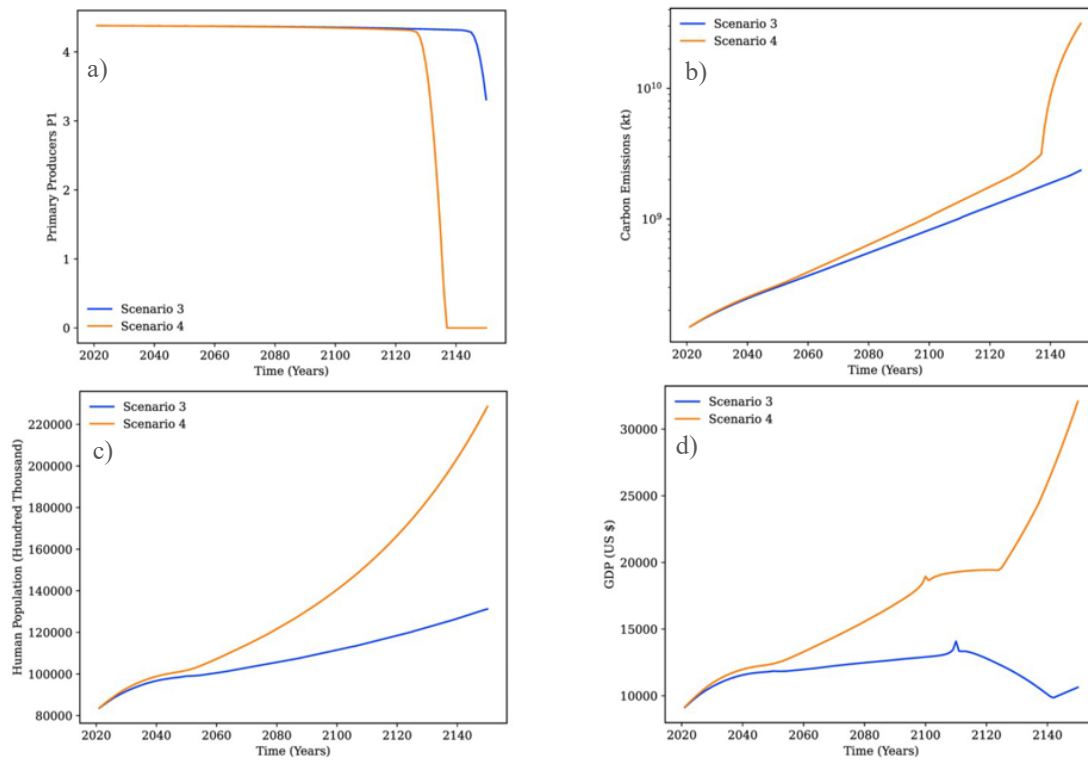 Primary Producers P1
4
3
2
1
0
a)
Scenario 3
Scenario 4
2020 2040 2060 2080 2100 2120 2140
Time (Years)
Carbon Emissions (kt)
10¹⁰
10⁹
Scenario 3
Scenario 4
b)
2020 2040 2060 2080 2100 2120 2140
Time (Years)
Human Population (Hundred Thousand)
220000
200000
180000
160000
140000
120000
100000
80000
Scenario 3
Scenario 4
c)
2020 2040 2060 2080 2100 2120 2140
Time (Years)
GDP (US $)
30000
25000
20000
15000
10000
Scenario 3
Scenario 4
d)
2020 2040 2060 2080 2100 2120 2140
Time (Years)